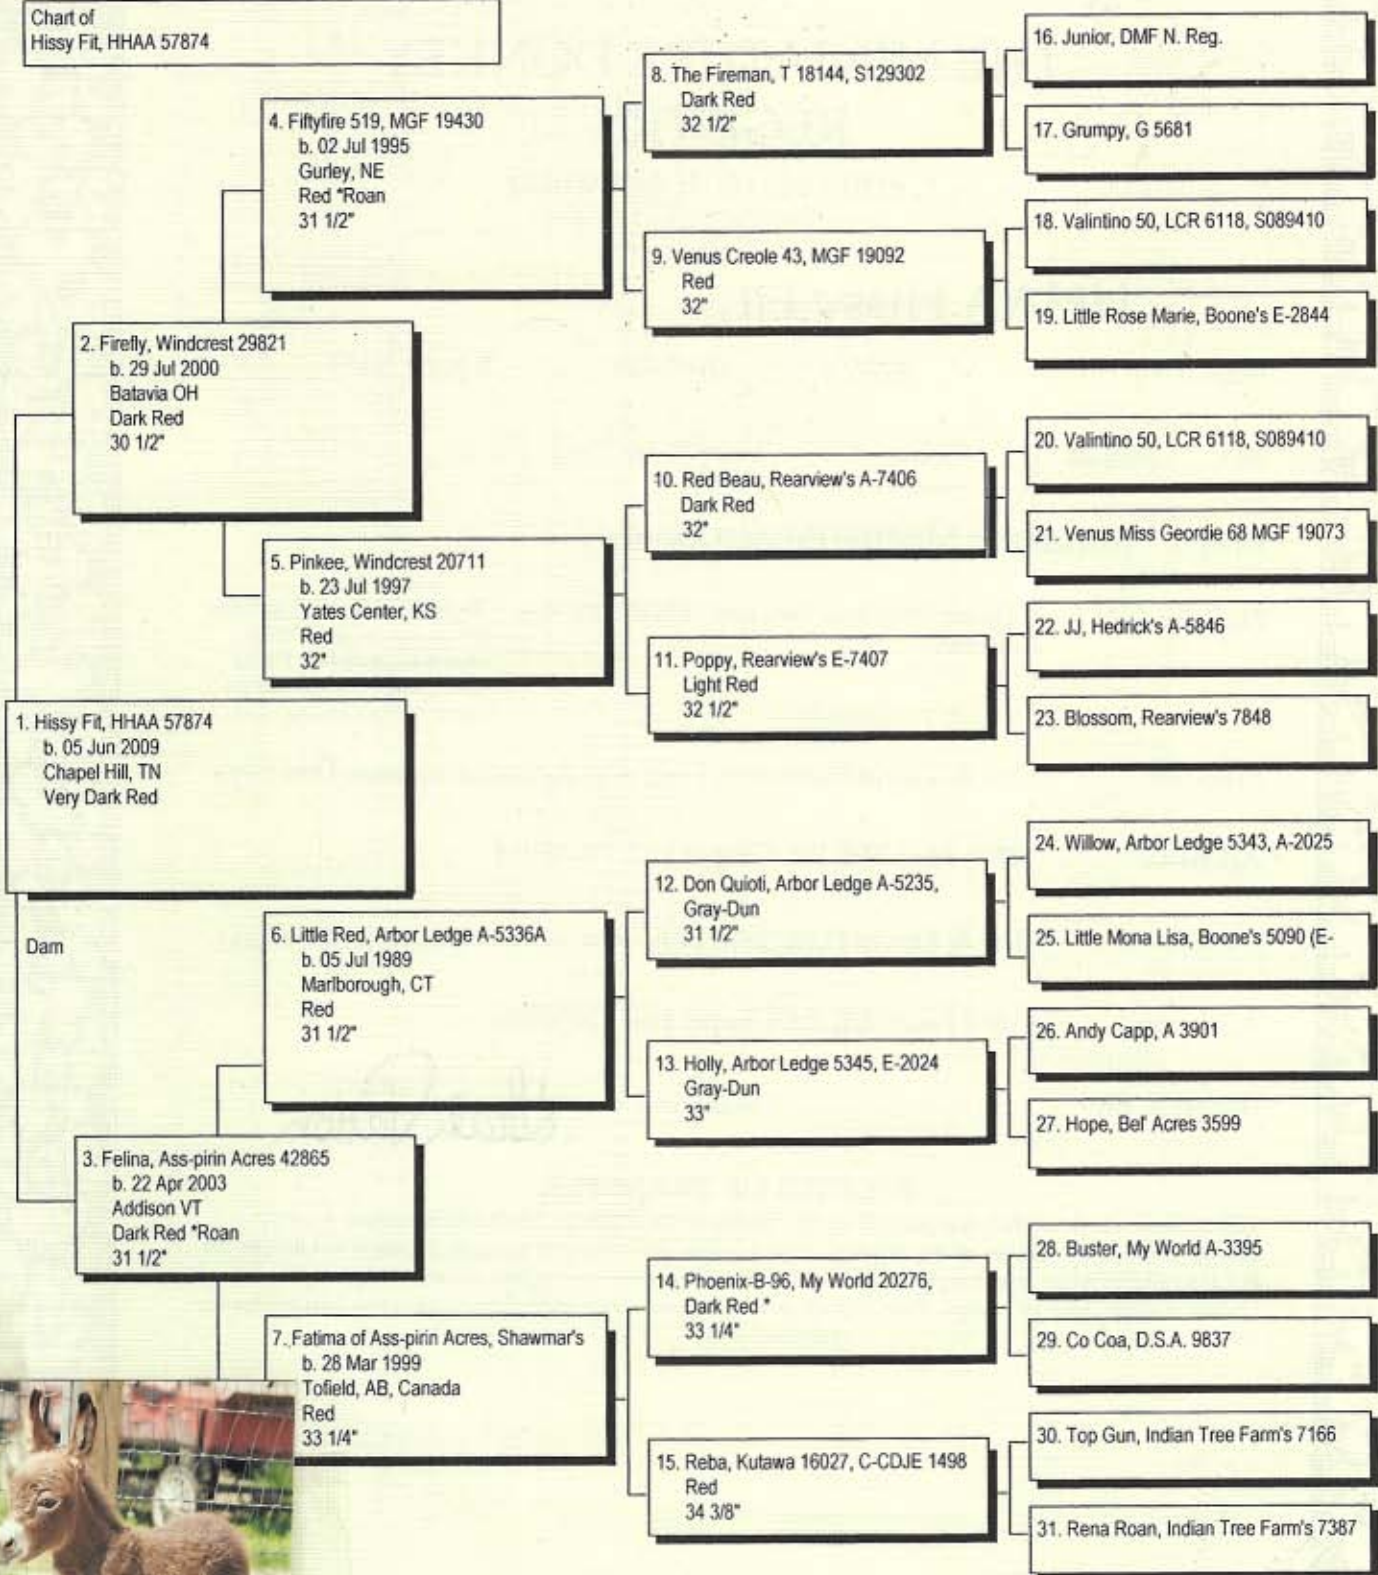 Chart of
Hissy Fit, HHAA 57874
1. Hissy Fit, HHAA 57874
b. 05 Jun 2009
Chapel Hill, TN
Very Dark Red
Dam
2. Firefly, Windcrest 29821
b. 29 Jul 2000
Batavia OH
Dark Red
30 1/2"
3. Felina, Ass-pirin Acres 42865
b. 22 Apr 2003
Addison VT
Dark Red *Roan
31 1/2"
4. Fiftyfire 519, MGF 19430
b. 02 Jul 1995
Gurley, NE
Red *Roan
31 1/2"
5. Pinkee, Windcrest 20711
b. 23 Jul 1997
Yates Center, KS
Red
32"
6. Little Red, Arbor Ledge A-5336A
b. 05 Jul 1989
Marlborough, CT
Red
31 1/2"
7. Fatima of Ass-pirin Acres, Shawmar's
b. 28 Mar 1999
Tofield, AB, Canada
Red
33 1/4"
8. The Fireman, T 18144, S129302
Dark Red
32 1/2"
9. Venus Creole 43, MGF 19092
Red
32"
10. Red Beau, Rearview's A-7406
Dark Red
32"
11. Poppy, Rearview's E-7407
Light Red
32 1/2"
12. Don Quioti, Arbor Ledge A-5235,
Gray-Dun
31 1/2"
13. Holly, Arbor Ledge 5345, E-2024
Gray-Dun
33"
14. Phoenix-B-96, My World 20276,
Dark Red *
33 1/4"
15. Reba, Kutawa 16027, C-CDJE 1498
Red
34 3/8"
16. Junior, DMF N. Reg.
17. Grumpy, G 5681
18. Valintino 50, LCR 6118, S089410
19. Little Rose Marie, Boone's E-2844
20. Valintino 50, LCR 6118, S089410
21. Venus Miss Geordie 68 MGF 19073
22. JJ, Hedrick's A-5846
23. Blossom, Rearview's 7848
24. Willow, Arbor Ledge 5343, A-2025
25. Little Mona Lisa, Boone's 5090 (E-
26. Andy Capp, A 3901
27. Hope, Bel' Acres 3599
28. Buster, My World A-3395
29. Co Coa, D.S.A. 9837
30. Top Gun, Indian Tree Farm's 7166
31. Rena Roan, Indian Tree Farm's 7387